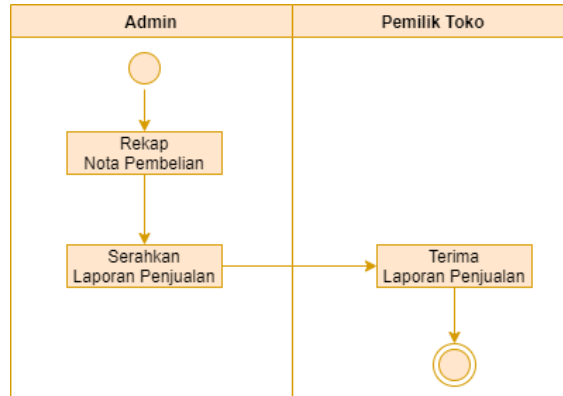 Admin
Pemilik Toko
Rekap
Nota Pembelian
Serahkan
Laporan Penjualan
Terima
Laporan Penjualan